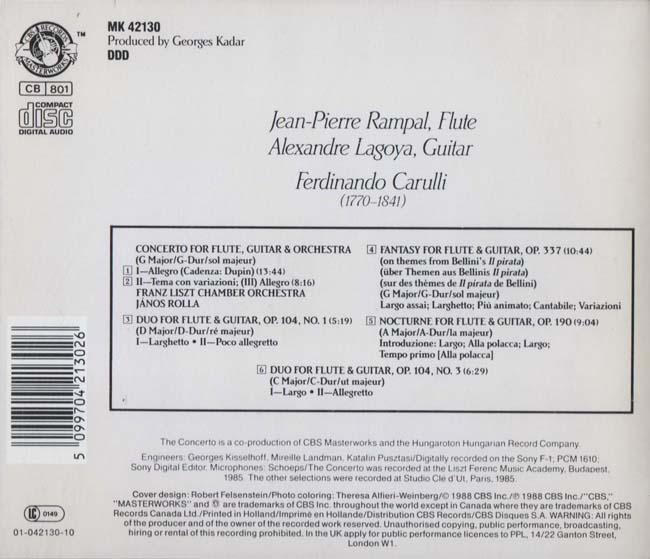 CBS RECORDS
MASTERWORKS
TM
CB 801
COMPACT
disc
DIGITAL AUDIO
MK 42130
Produced by Georges Kadar
DDD
Jean-Pierre Rampal, Flute
Alexandre Lagoya, Guitar
Ferdinando Carulli
(1770–1841)
CONCERTO FOR FLUTE, GUITAR & ORCHESTRA
(G Major/G-Dur/sol majeur)
1 I—Allegro (Cadenza: Dupin) (13:44)
2 II—Tema con variazioni; (III) Allegro (8:16)
FRANZ LISZT CHAMBER ORCHESTRA
JÁNOS ROLLA
3 DUO FOR FLUTE & GUITAR, OP. 104, NO. 1 (5:19)
(D Major/D-Dur/ré majeur)
I—Larghetto • II—Poco allegretto
4 FANTASY FOR FLUTE & GUITAR, OP. 337 (10:44)
(on themes from Bellini's Il pirata)
(über Themen aus Bellinis Il pirata)
(sur des thèmes de Il pirata de Bellini)
(G Major/G-Dur/sol majeur)
Largo assai; Larghetto; Più animato; Cantabile; Variazioni
5 NOCTURNE FOR FLUTE & GUITAR, OP. 190 (9:04)
(A Major/A-Dur/la majeur)
Introduzione: Largo; Alla polacca; Largo;
Tempo primo [Alla polacca]
6 DUO FOR FLUTE & GUITAR, OP. 104, NO. 3 (6:29)
(C Major/C-Dur/ut majeur)
I—Largo • II—Allegretto
5 099704 213026
The Concerto is a co-production of CBS Masterworks and the Hungaroton Hungarian Record Company.
Engineers: Georges Kisselhoff, Mireille Landman, Katalin Pusztasi/Digitally recorded on the Sony F-1; PCM 1610;
Sony Digital Editor. Microphones: Schoeps/The Concerto was recorded at the Liszt Ferenc Music Academy, Budapest,
1985. The other selections were recorded at Studio Clé d'Ut, Paris, 1985.
Cover design: Robert Felsenstein/Photo coloring: Theresa Alfieri-Weinberg/© 1988 CBS Inc./℗ 1988 CBS Inc./"CBS,"
"MASTERWORKS" and are trademarks of CBS Inc. throughout the world except in Canada where they are trademarks of CBS
Records Canada Ltd./Printed in Holland/Imprimé en Hollande/Distribution CBS Records/CBS Disques S.A. WARNING: All rights
of the producer and of the owner of the recorded work reserved. Unauthorised copying, public performance, broadcasting,
hiring or rental of this recording prohibited. In the UK apply for public performance licences to PPL, 14/22 Ganton Street,
London W1.
LC 0149
01-042130-10